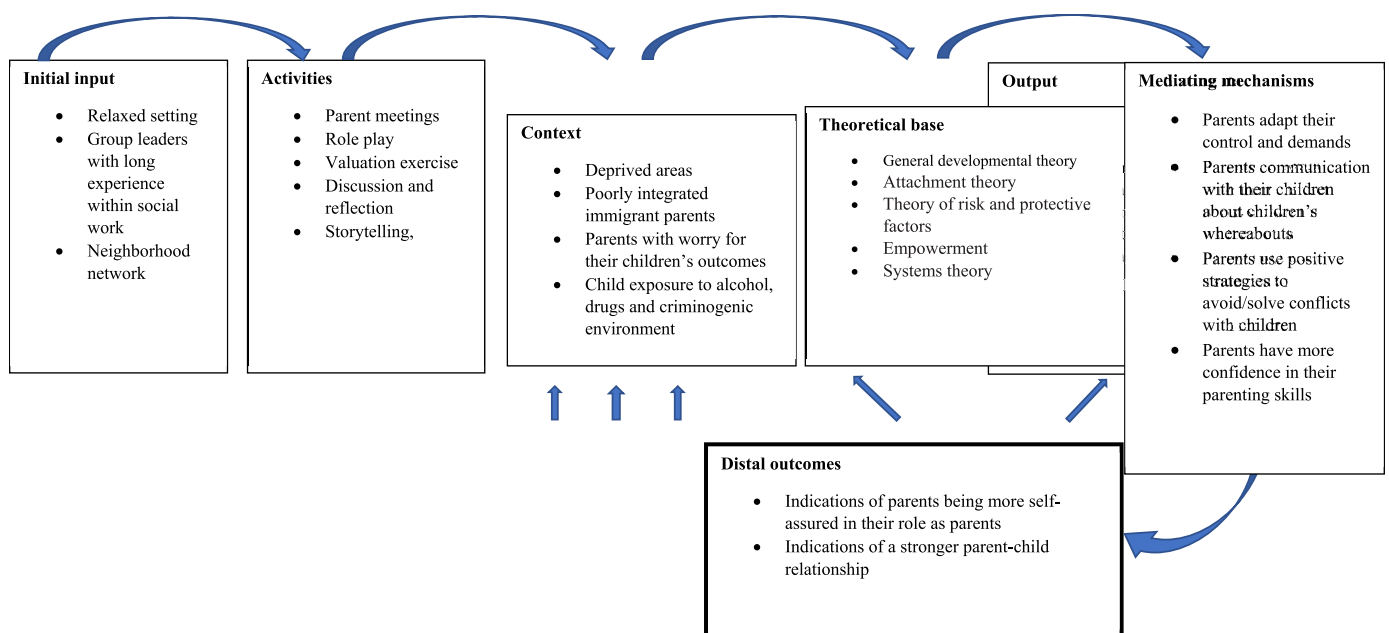 Initial input
• Relaxed setting
• Group leaders
with long
experience
within social
work
• Neighborhood
network
Activities
• Parent meetings
• Role play
• Valuation exercise
• Discussion and
reflection
• Storytelling,
Context
• Deprived areas
• Poorly integrated
immigrant parents
• Parents with worry for
their children’s outcomes
• Child exposure to alcohol,
drugs and criminogenic
environment
Theoretical base
• General developmental theory
• Attachment theory
• Theory of risk and protective
factors
• Empowerment
• Systems theory
Output
Mediating mechanisms
• Parents adapt their
control and demands
• Parents communication
with their children
about children’s
whereabouts
• Parents use positive
strategies to
avoid/solve conflicts
with children
• Parents have more
confidence in their
parenting skills
Distal outcomes
• Indications of parents being more self-
assured in their role as parents
• Indications of a stronger parent-child
relationship